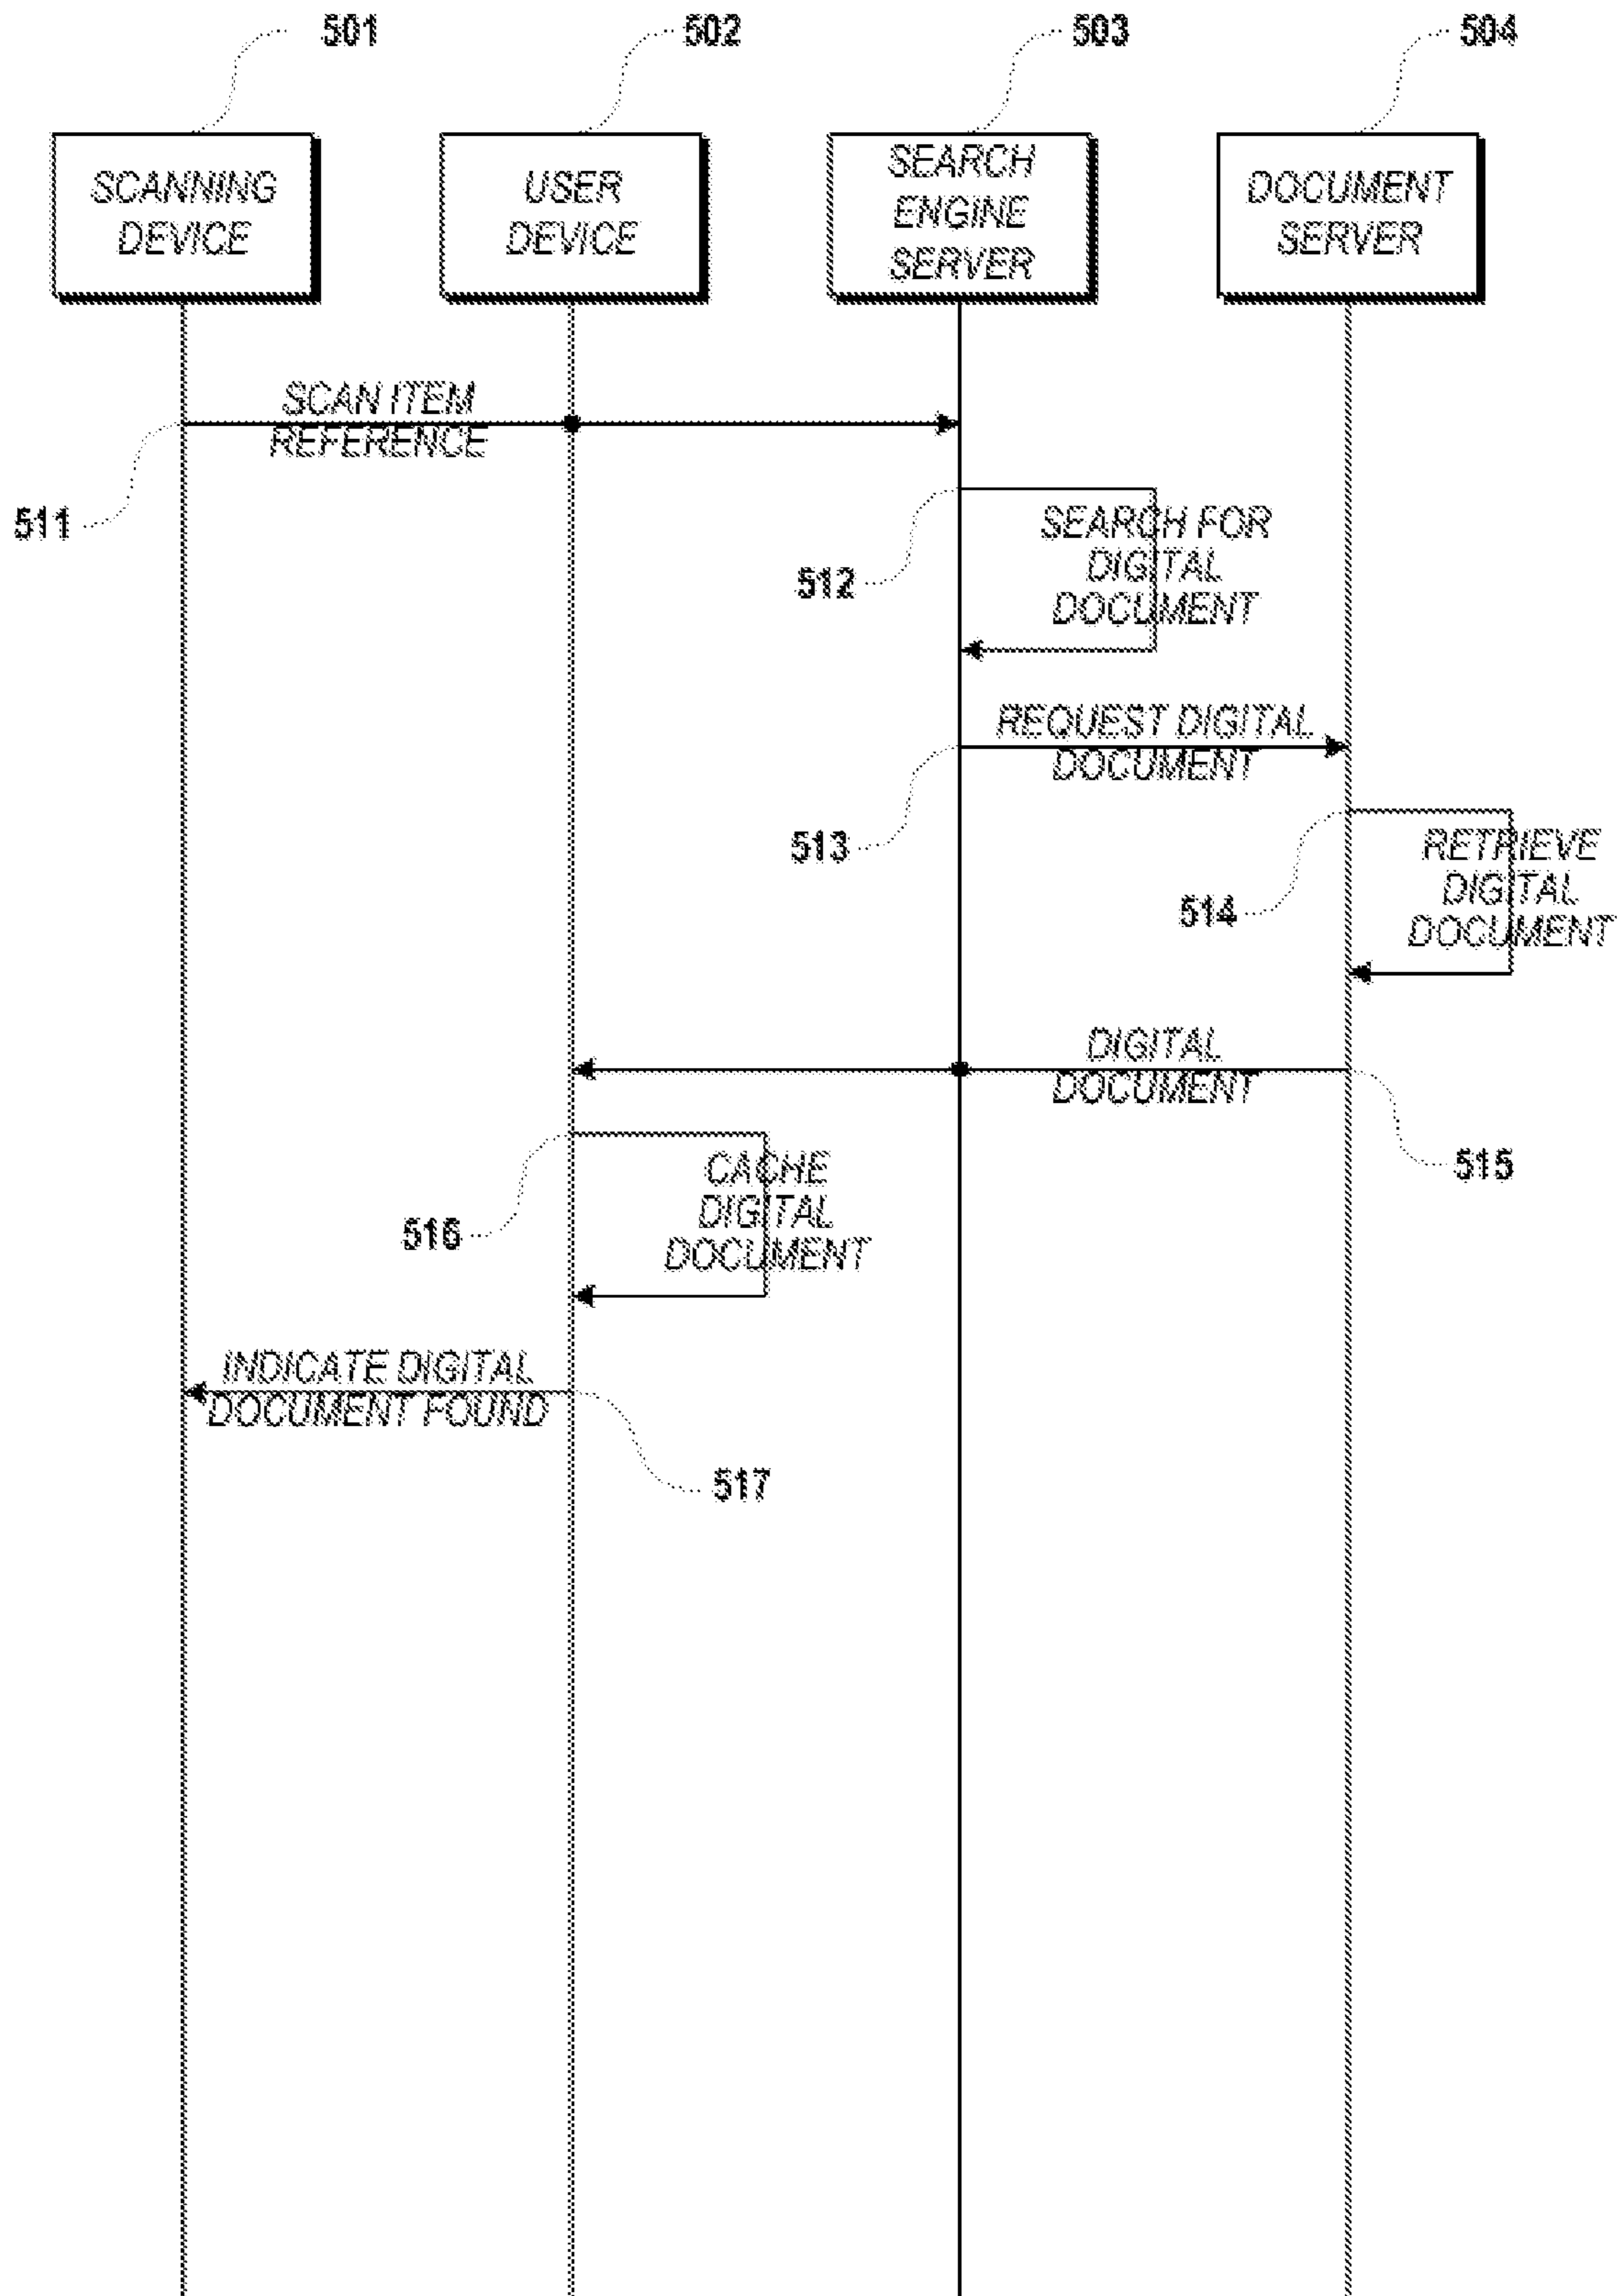 501
502
503
504
SCANNING
DEVICE
USER
DEVICE
SEARCH
ENGINE
SERVER
DOCUMENT
SERVER
SCAN ITEM
REFERENCE
511
SEARCH FOR
DIGITAL
DOCUMENT
512
REQUEST DIGITAL
DOCUMENT
513
RETRIEVE
DIGITAL
DOCUMENT
514
DIGITAL
DOCUMENT
515
CACHE
DIGITAL
DOCUMENT
516
INDICATE DIGITAL
DOCUMENT FOUND
517